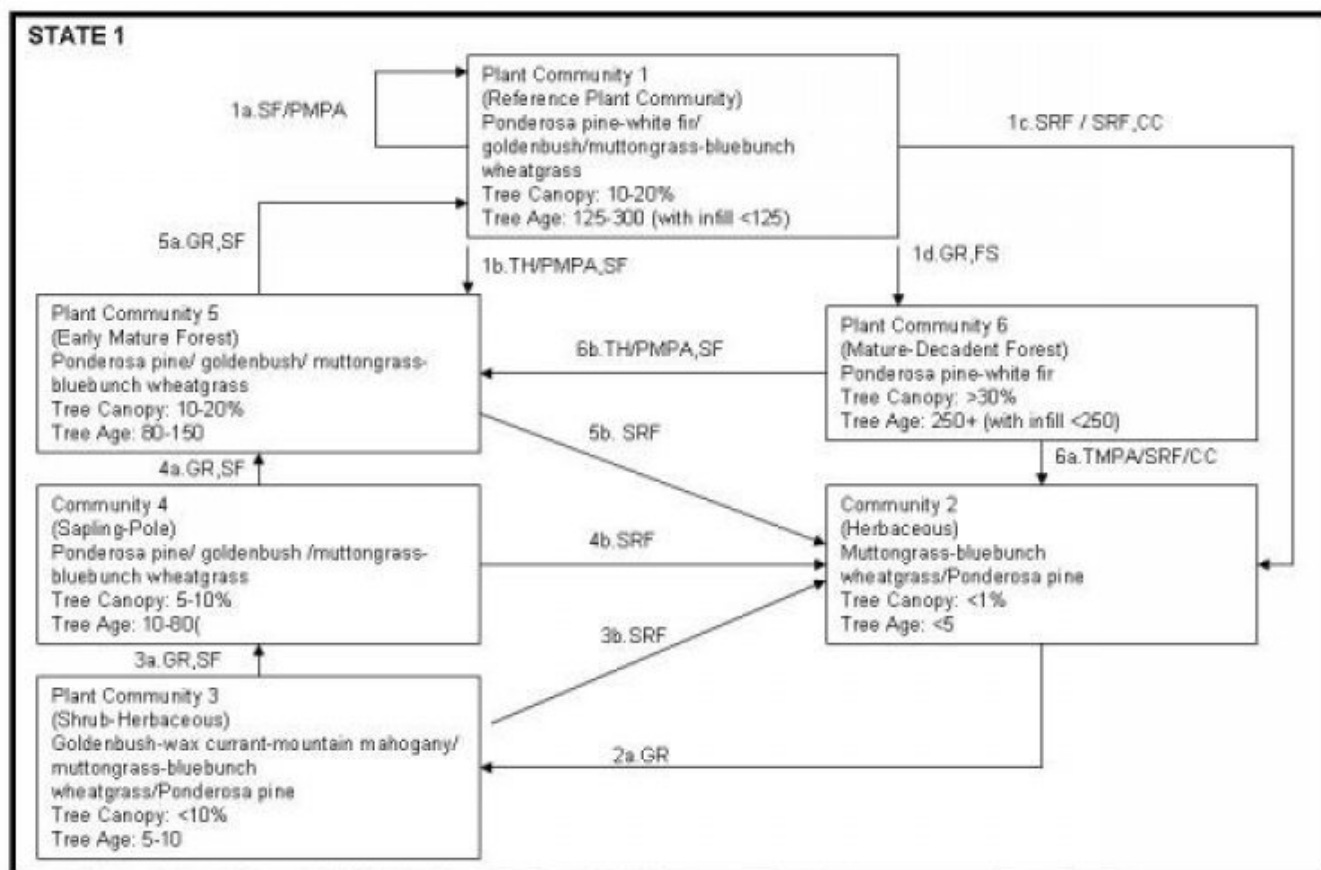 STATE 1
Plant Community 1
(Reference Plant Community)
Ponderosa pine-white fir/
goldenbush/muttongrass-bluebunch
wheatgrass
Tree Canopy: 10-20%
Tree Age: 125-300 (with infill <125)
1a.SF/PMPA
1c.SRF / SRF,CC
5a.GR,SF
1b.TH/PMPA,SF
1d.GR,FS
Plant Community 5
(Early Mature Forest)
Ponderosa pine/ goldenbush/ muttongrass-
bluebunch wheatgrass
Tree Canopy: 10-20%
Tree Age: 80-150
6b.TH/PMPA,SF
Plant Community 6
(Mature-Decadent Forest)
Ponderosa pine-white fir
Tree Canopy: >30%
Tree Age: 250+ (with infill <250)
5b. SRF
4a.GR,SF
6a.TMPA/SRF/CC
Community 4
(Sapling-Pole)
Ponderosa pine/ goldenbush /muttongrass-
bluebunch wheatgrass
Tree Canopy: 5-10%
Tree Age: 10-80(
4b.SRF
Community 2
(Herbaceous)
Muttongrass-bluebunch
wheatgrass/Ponderosa pine
Tree Canopy: <1%
Tree Age: <5
3b.SRF
3a.GR,SF
Plant Community 3
(Shrub-Herbaceous)
Goldenbush-wax currant-mountain mahogany/
muttongrass-bluebunch
wheatgrass/Ponderosa pine
Tree Canopy: <10%
Tree Age: 5-10
2a.GR